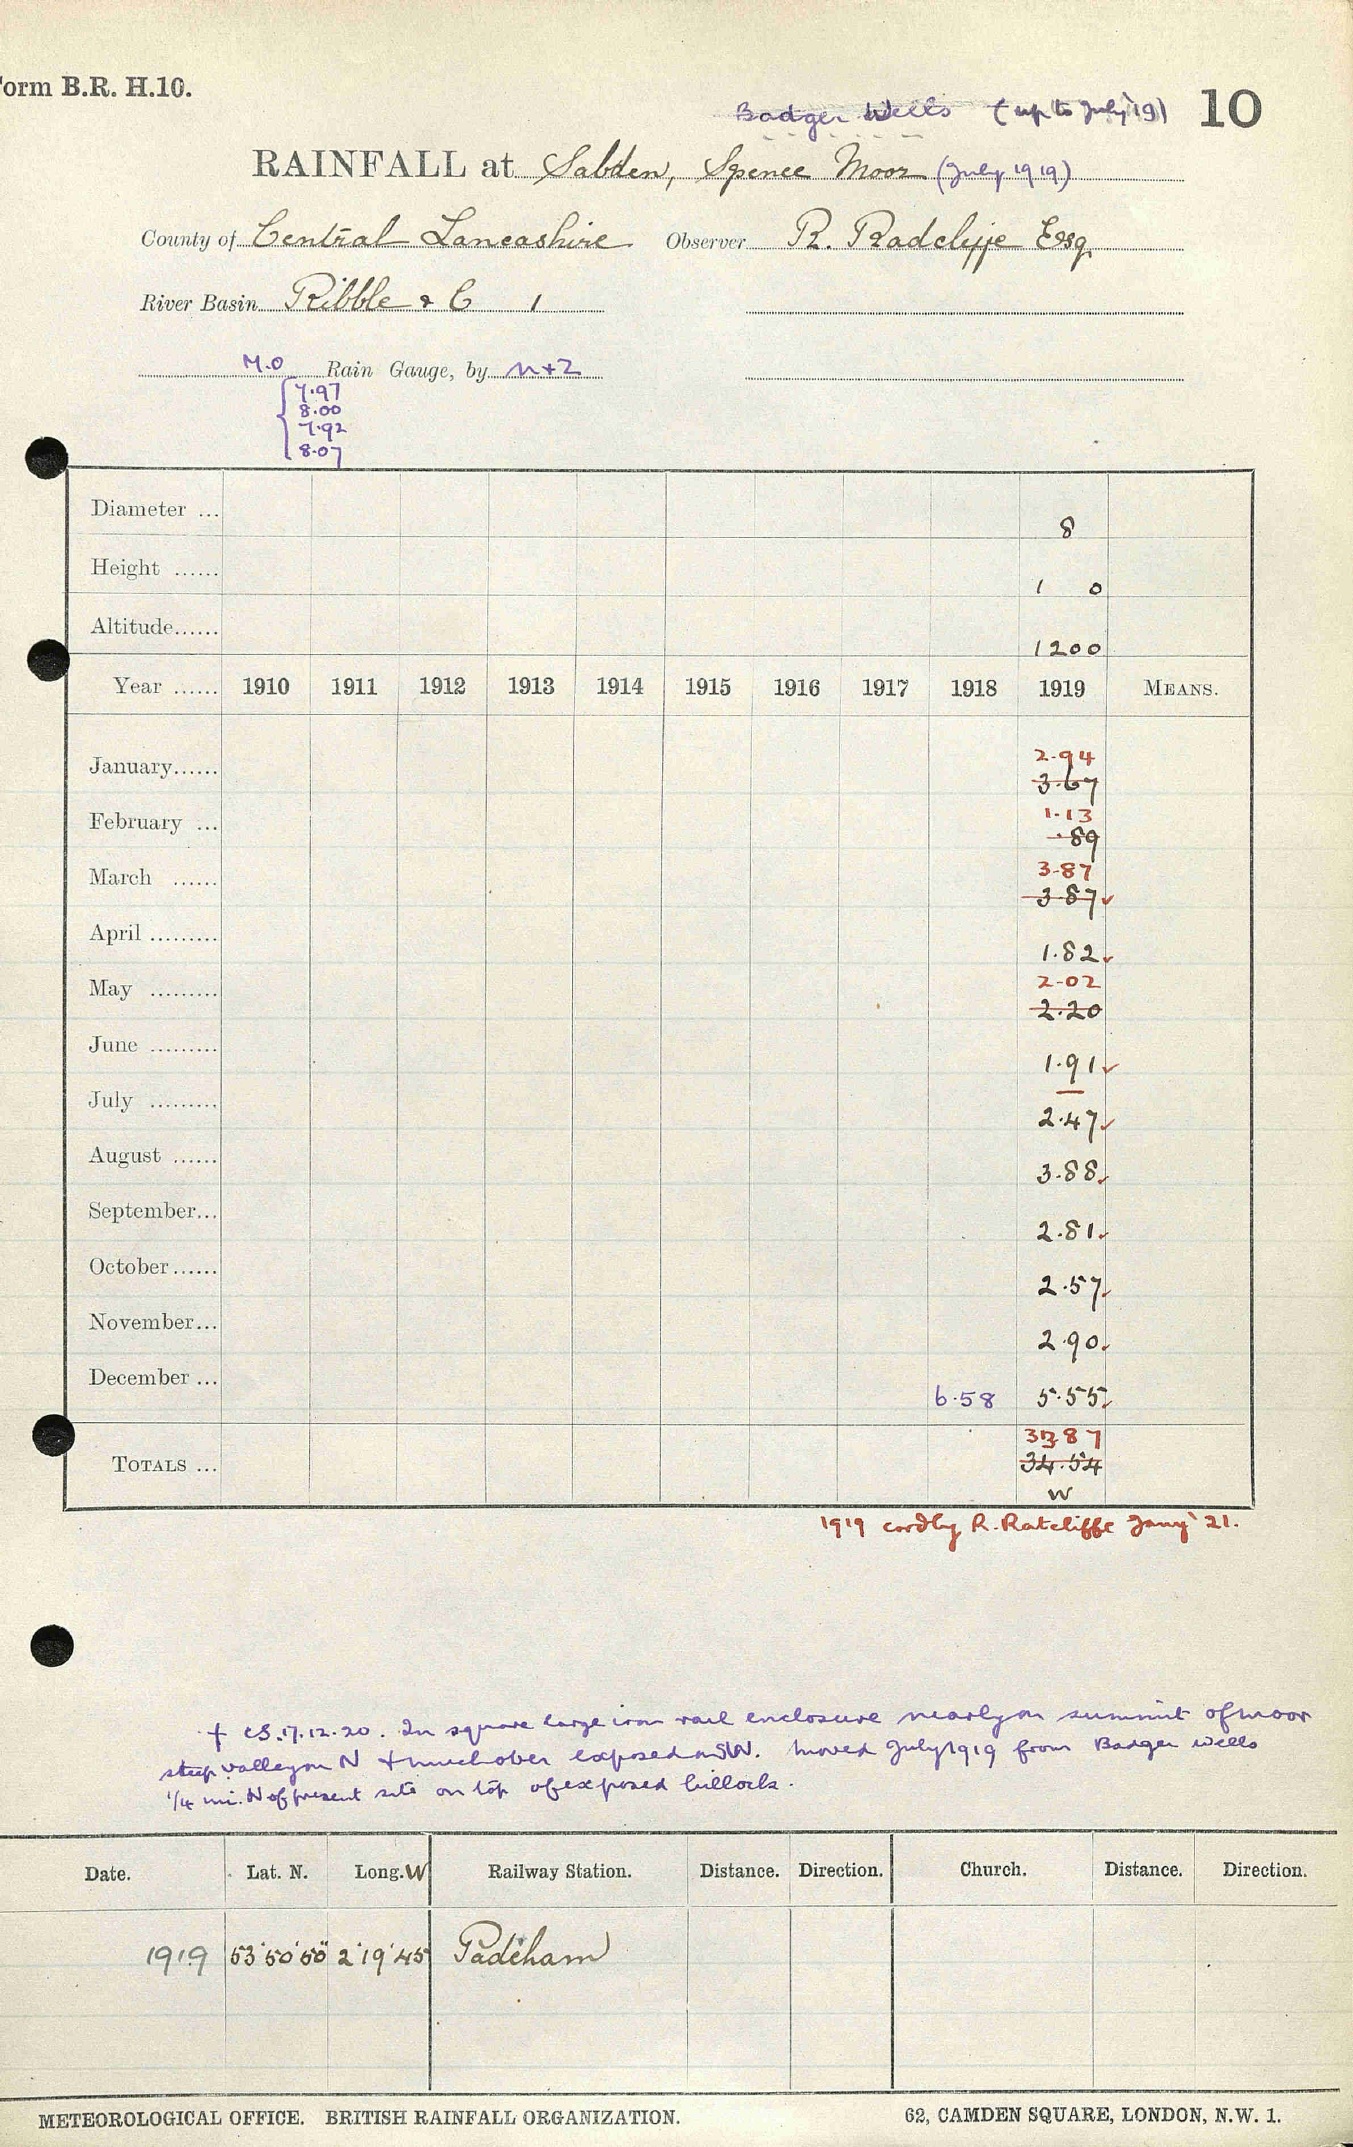 Form B.R. H.10.
Badger Wells (up to July '19) 10
RAINFALL at Sabden, Spence Moor (July 1919)
County of Central Lancashire Observer R. Radcliffe Esq
River Basin Ribble & C 1
M.O Rain Gauge, by N+Z
7.97
8.00
7.92
8.07
Diameter ... 8
Height ...... 1 0
Altitude...... 1200
Year ...... 1910 1911 1912 1913 1914 1915 1916 1917 1918 1919 MEANS.
2.94
January...... 3.67
1.13
February ... .89
3.87
March ...... 3.87
April ......... 1.82
2.02
May ......... 2.20
June ......... 1.91
July ......... 2.47
August ...... 3.88
September... 2.81
October...... 2.57
November... 2.90
December ... 6.58 5.55
33.87
TOTALS ... 34.54
W
1919 cord by R. Ratcliffe Jany '21.
+ CS.17.12.20. In square large iron rail enclosure nearly on summit of moor
steep valley on N + much ober exposed on SW. Moved July 1919 from Badger Wells
1/4 mi. N of present site on top of exposed hillock.
Date. Lat. N. Long. W Railway Station. Distance. Direction. Church. Distance. Direction.
1919 53°50'50" 2°19'45 Padiham
METEOROLOGICAL OFFICE. BRITISH RAINFALL ORGANIZATION. 62, CAMDEN SQUARE, LONDON, N.W. 1.